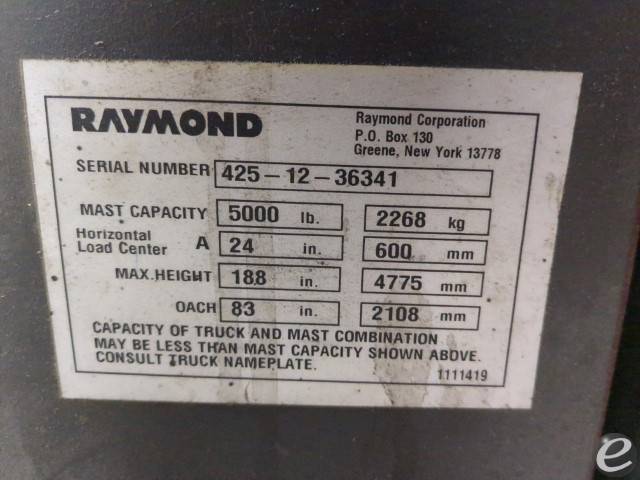 RAYMOND
Raymond Corporation
P.O. Box 130
Greene, New York 13778
SERIAL NUMBER 425-12-36341
MAST CAPACITY 5000 lb. 2268 kg
Horizontal
Load Center A 24 in. 600 mm
MAX.HEIGHT 188 in. 4775 mm
OACH 83 in. 2108 mm
CAPACITY OF TRUCK AND MAST COMBINATION
MAY BE LESS THAN MAST CAPACITY SHOWN ABOVE.
CONSULT TRUCK NAMEPLATE.
1111419
e